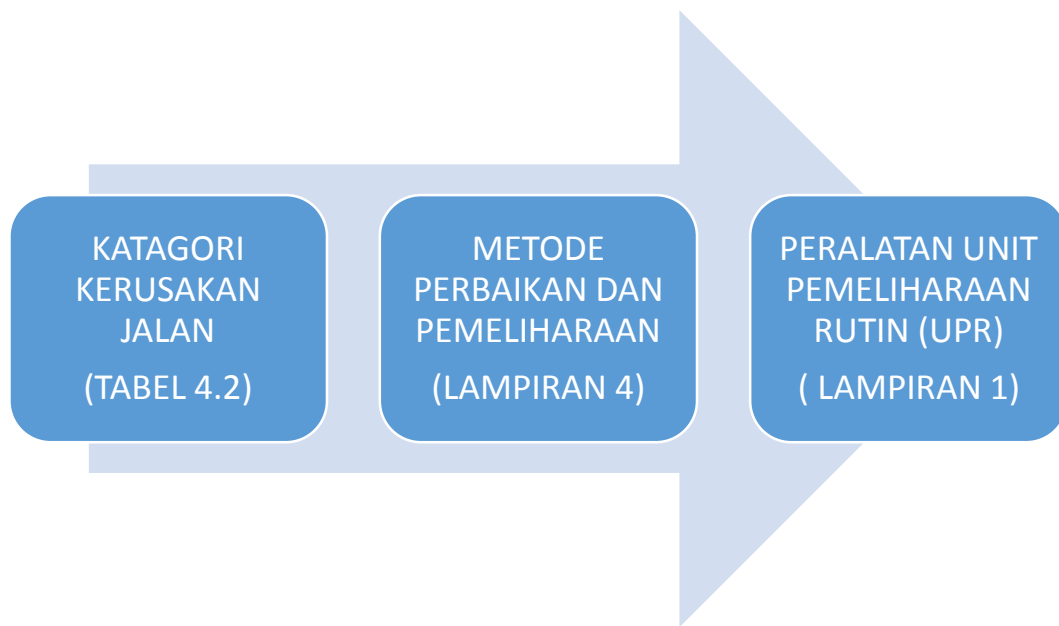 KATAGORI
KERUSAKAN
JALAN
(TABEL 4.2)
METODE
PERBAIKAN DAN
PEMELIHARAAN
(LAMPIRAN 4)
PERALATAN UNIT
PEMELIHARAAN
RUTIN (UPR)
( LAMPIRAN 1)